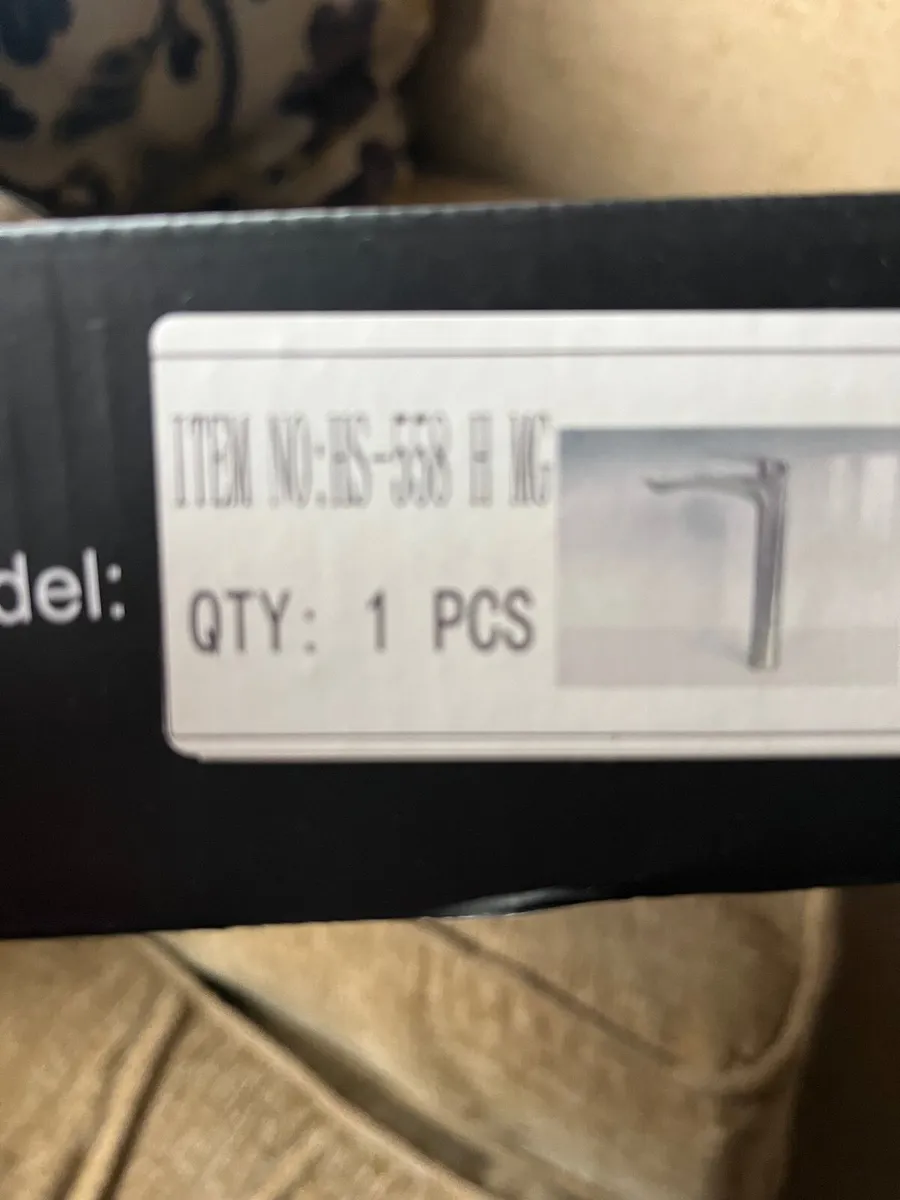 ITEM NO:HS-558 H MG
del:
QTY: 1 PCS